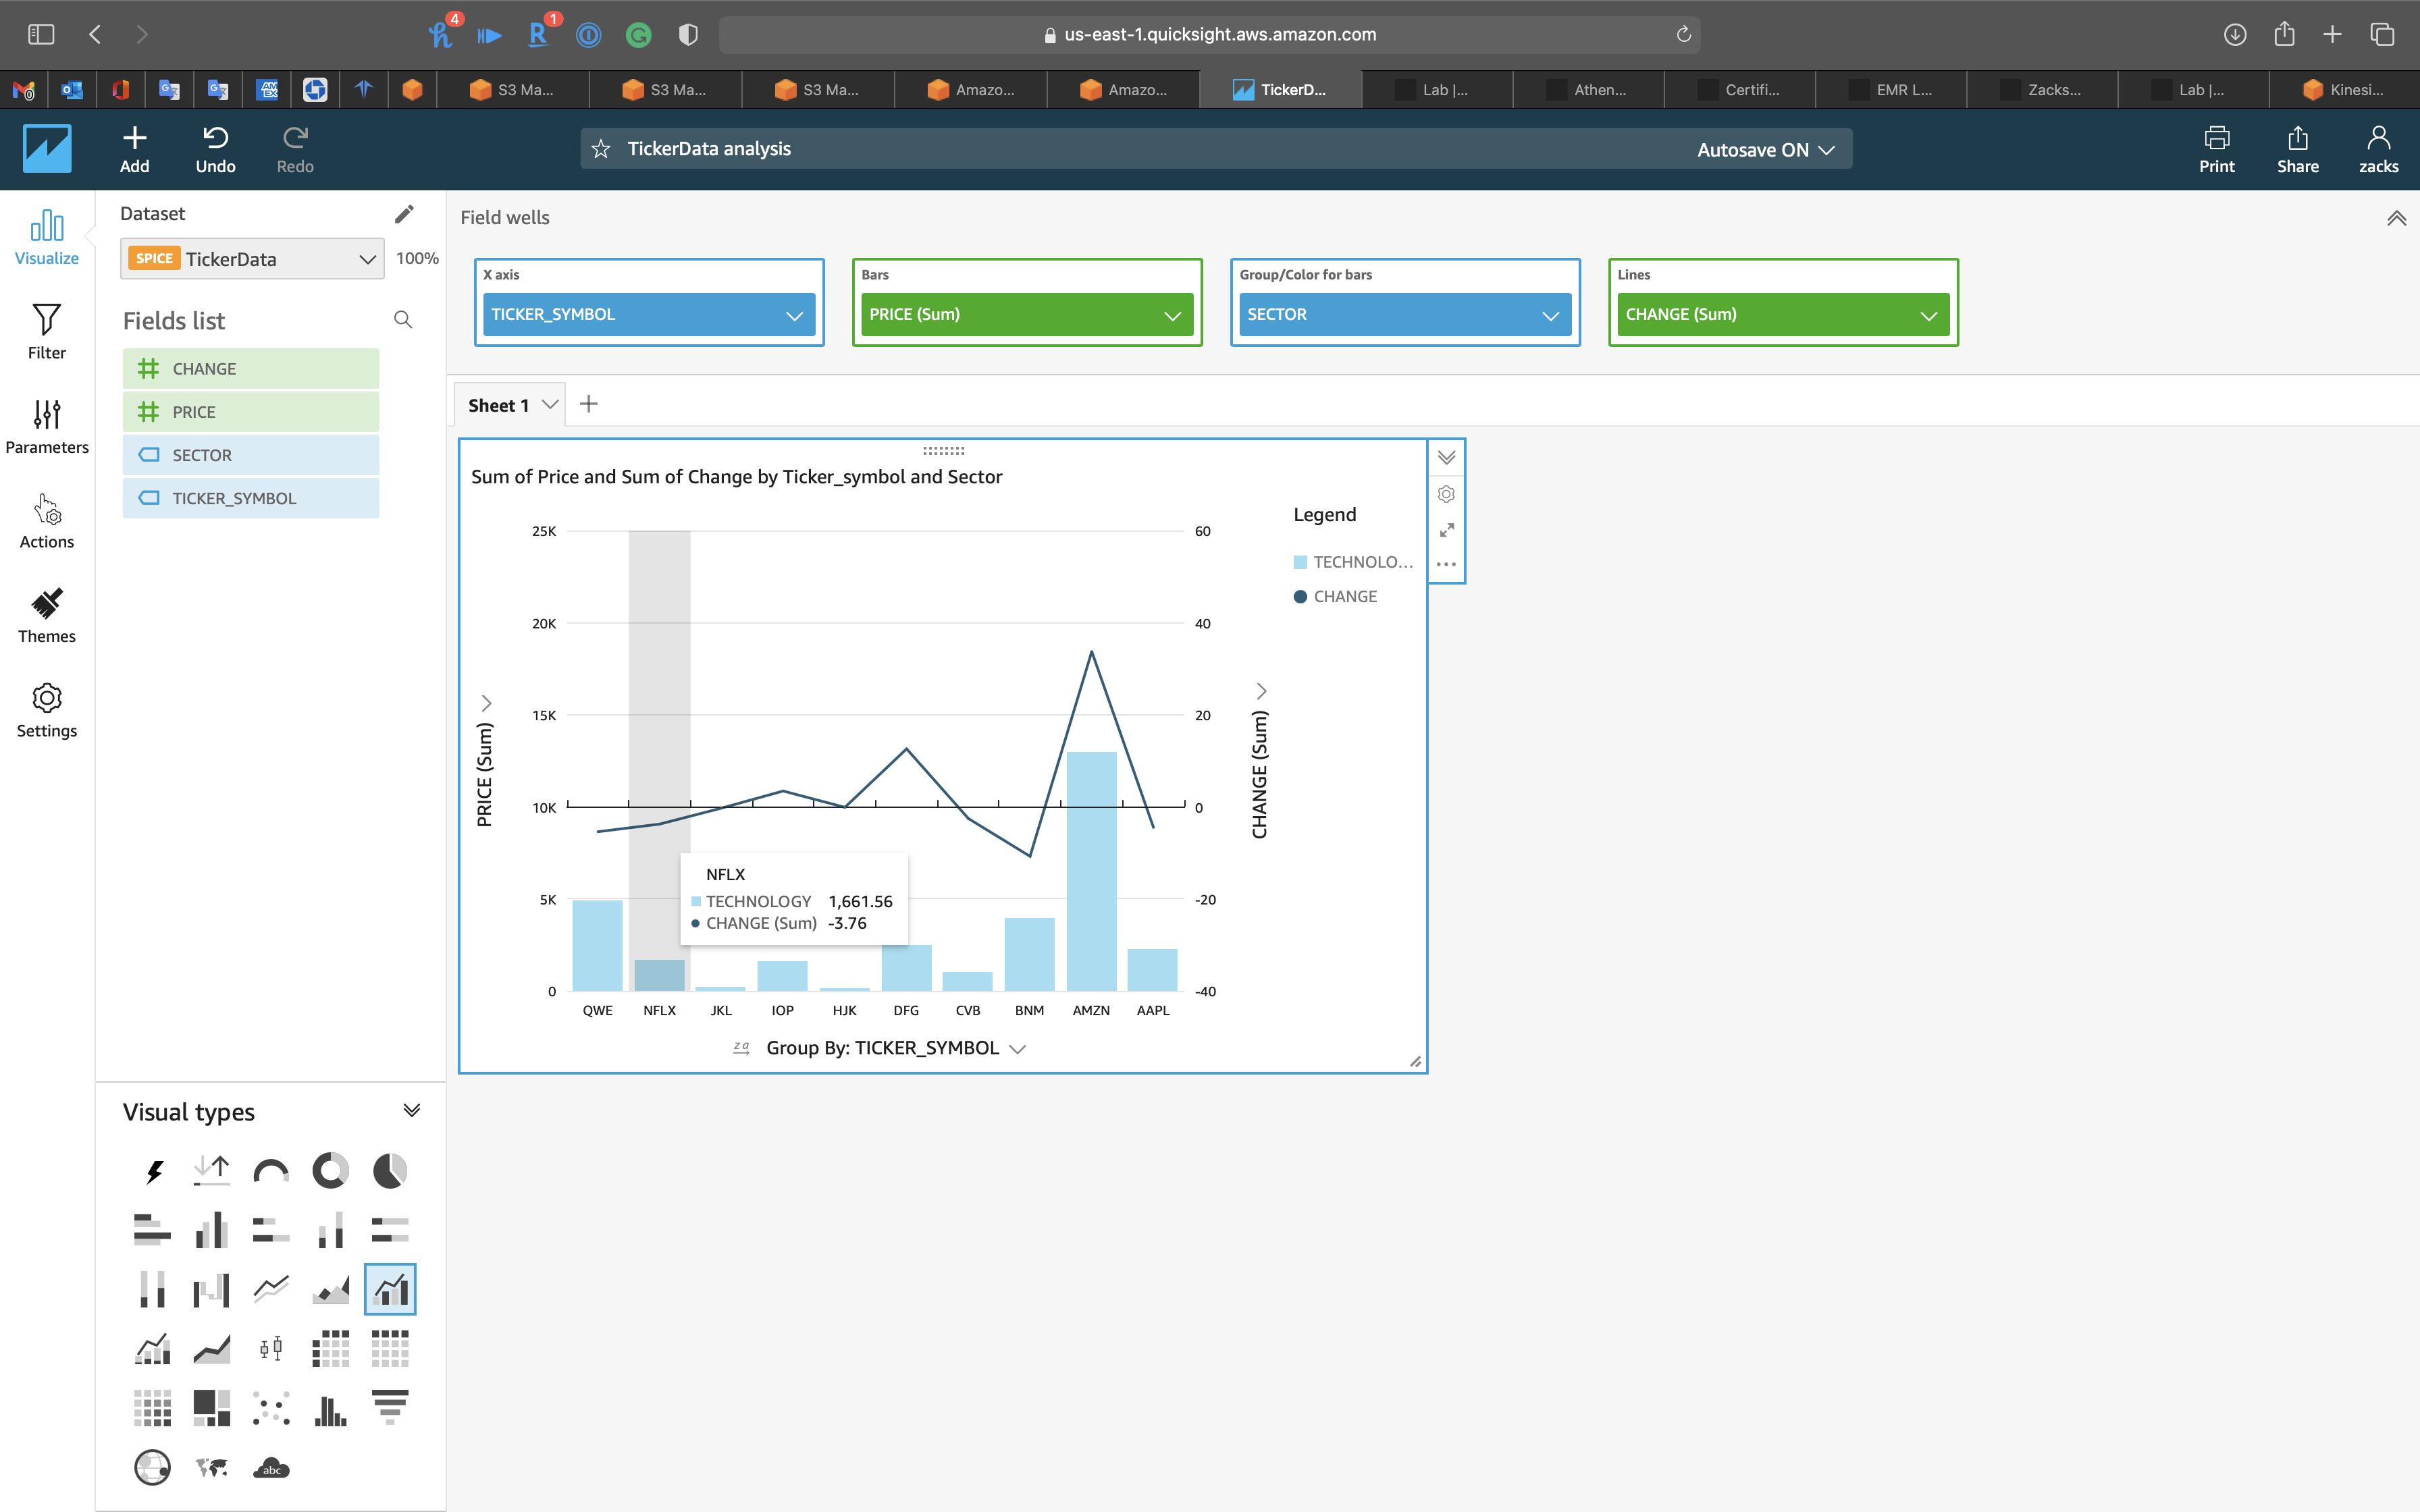 4
1
us-east-1.quicksight.aws.amazon.com
S3 Ma...
S3 Ma...
S3 Ma...
Amazo...
Amazo...
TickerD...
Lab |...
Athen...
Certifi...
EMR L...
Zacks...
Lab |...
Kinesi...
Add
Undo
Redo
TickerData analysis
Autosave ON
Print
Share
zacks
Visualize
Filter
Parameters
Actions
Themes
Settings
Dataset
SPICE TickerData
100%
Fields list
CHANGE
PRICE
SECTOR
TICKER_SYMBOL
Field wells
X axis
TICKER_SYMBOL
Bars
PRICE (Sum)
Group/Color for bars
SECTOR
Lines
CHANGE (Sum)
Sheet 1
Sum of Price and Sum of Change by Ticker_symbol and Sector
Legend
TECHNOLO...
CHANGE
PRICE (Sum)
25K
20K
15K
10K
5K
0
60
40
20
0
-20
-40
CHANGE (Sum)
NFLX
TECHNOLOGY 1,661.56
CHANGE (Sum) -3.76
QWE NFLX JKL IOP HJK DFG CVB BNM AMZN AAPL
za Group By: TICKER_SYMBOL
Visual types
abc